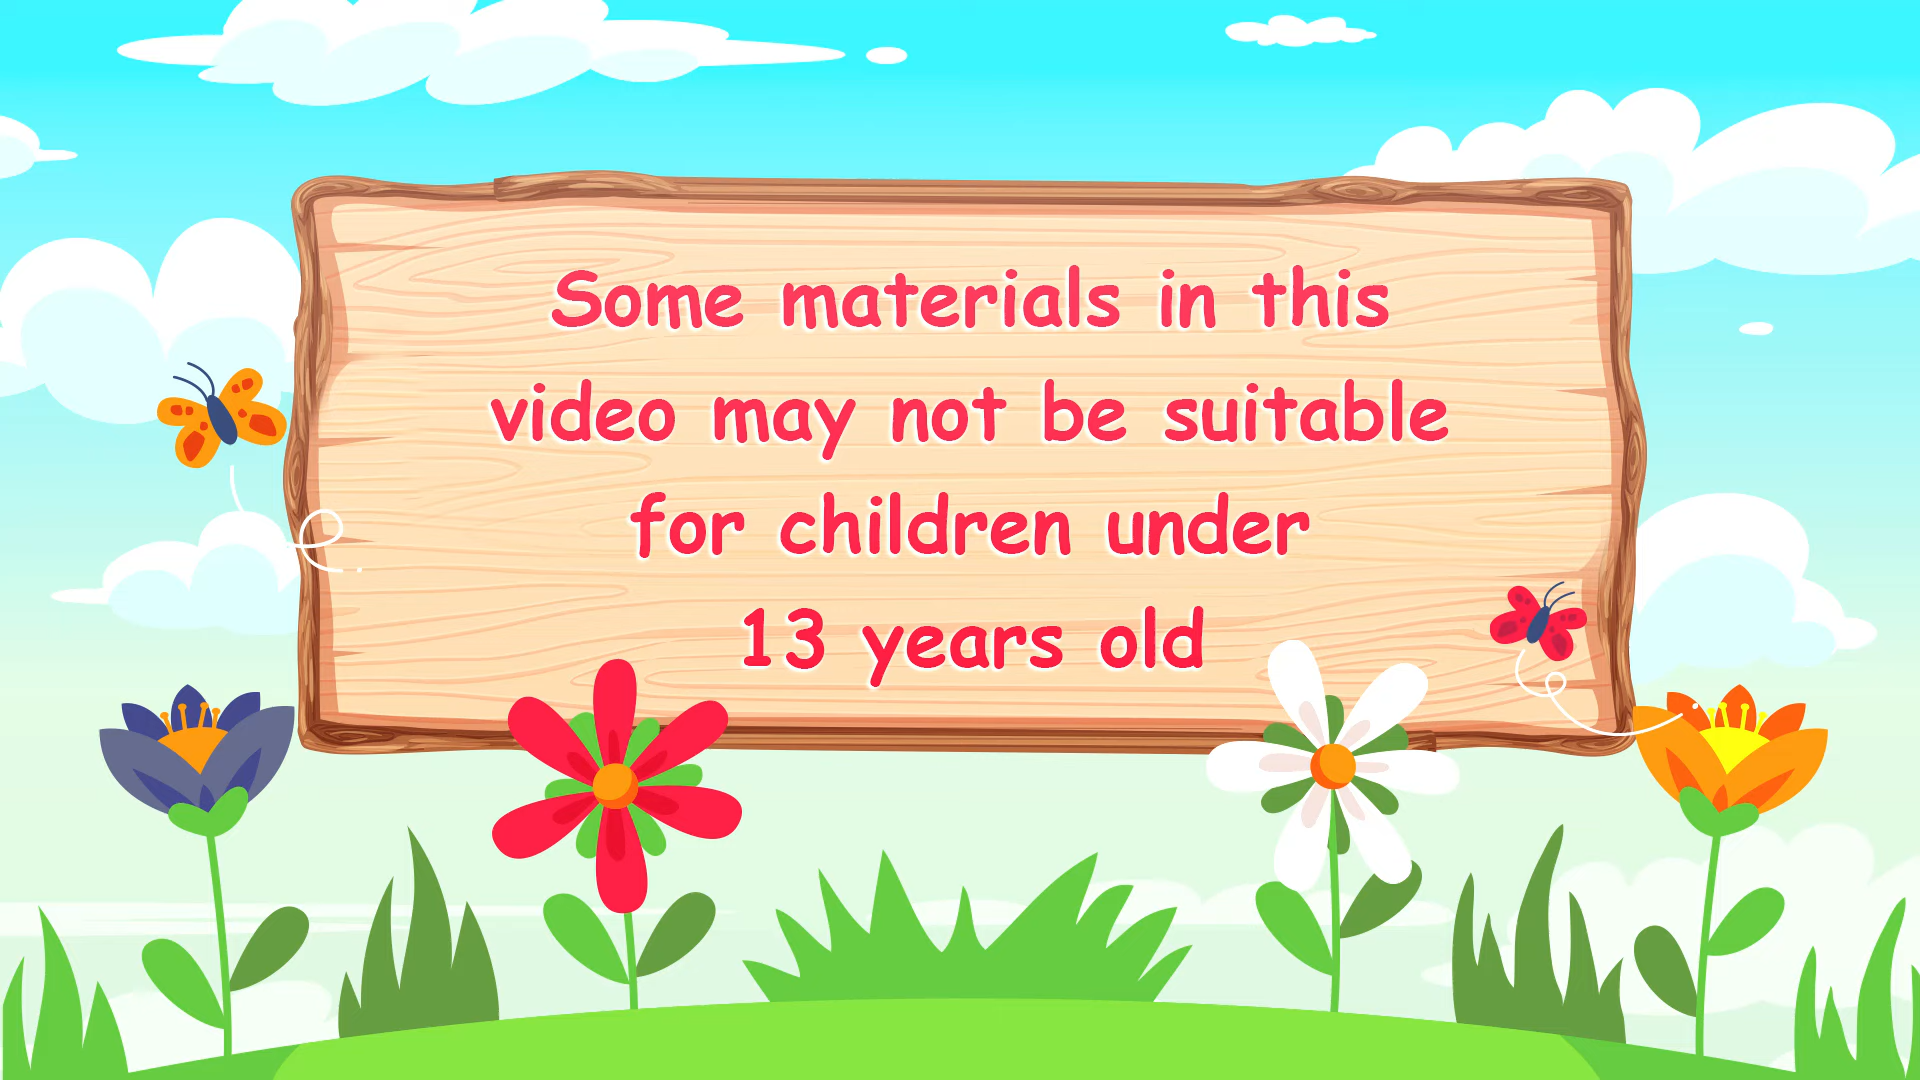 Some materials in this
video may not be suitable
for children under
13 years old